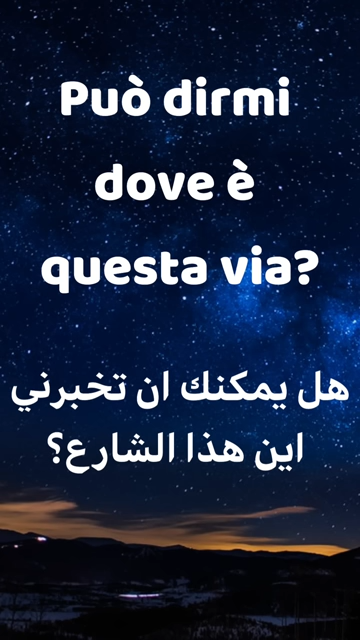 Può dirmi
dove è
questa via?
هل يمكنك ان تخبرني
اين هذا الشارع؟